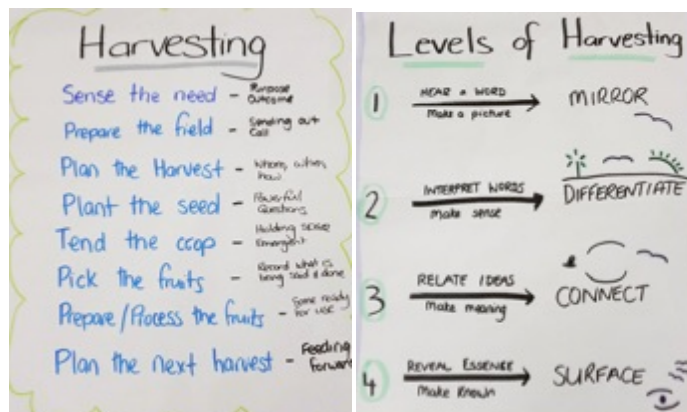 Harvesting
Sense the need - Purpose
Outcome
Prepare the field - Sending out
Call
Plan the Harvest - Whom, when,
how
Plant the seed - Powerful
Questions
Tend the crop - Holding
Emergent
Pick the fruits - Record what is
being said & done
Prepare/Process the fruits - Some ready
for use
Plan the next harvest - Feeding
forward
Levels of Harvesting
1 HEAR a WORD MIRROR
Make a picture
2 INTERPRET WORDS DIFFERENTIATE
Make sense
3 RELATE IDEAS CONNECT
Make meaning
4 REVEAL ESSENCE SURFACE
Make Known